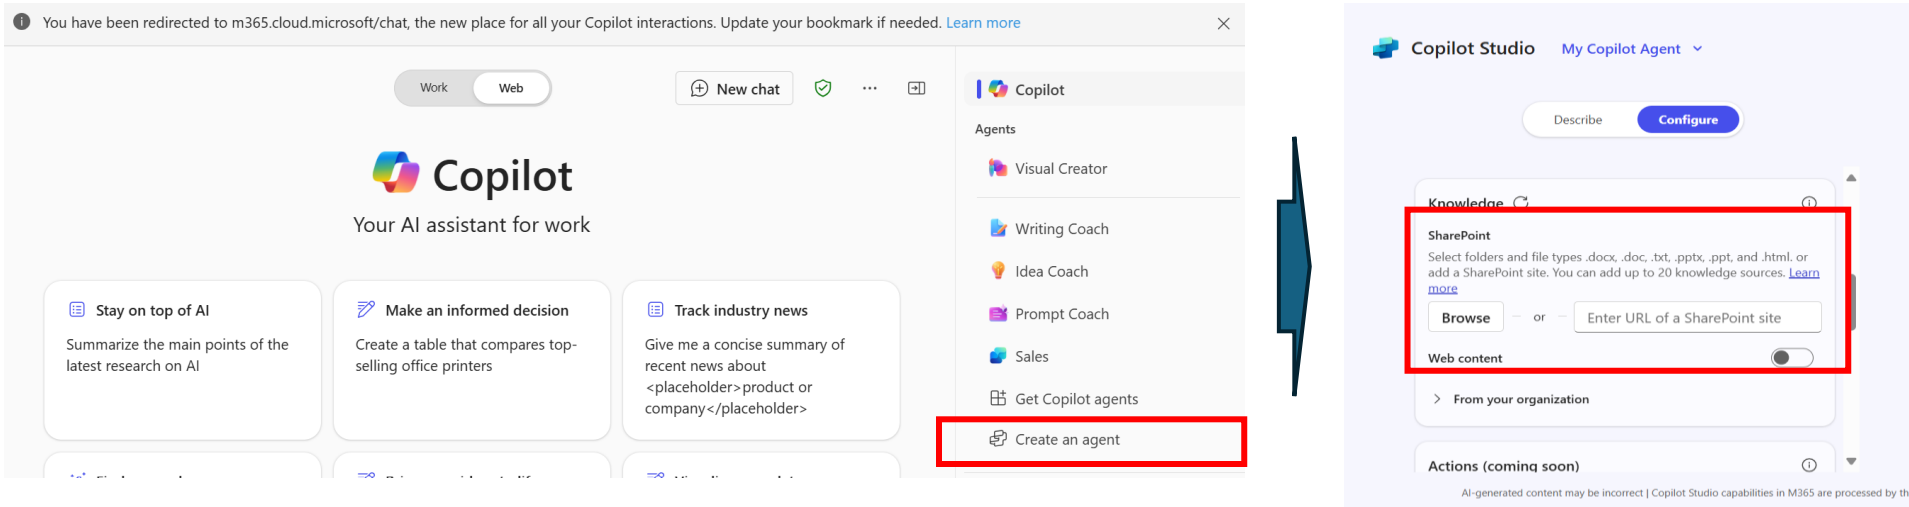 You have been redirected to m365.cloud.microsoft/chat, the new place for all your Copilot interactions. Update your bookmark if needed. Learn more
Work
Web
New chat
Copilot
Your AI assistant for work
Stay on top of AI
Summarize the main points of the
latest research on AI
Make an informed decision
Create a table that compares top-
selling office printers
Track industry news
Give me a concise summary of
recent news about
<placeholder>product or
company</placeholder>
Copilot
Agents
Visual Creator
Writing Coach
Idea Coach
Prompt Coach
Sales
Get Copilot agents
Create an agent
Copilot Studio
My Copilot Agent
Describe
Configure
Knowledge
SharePoint
Select folders and file types .docx, .doc, .txt, .pptx, .ppt, and .html. or
add a SharePoint site. You can add up to 20 knowledge sources. Learn
more
Browse
or
Enter URL of a SharePoint site
Web content
From your organization
Actions (coming soon)
AI-generated content may be incorrect | Copilot Studio capabilities in M365 are processed by th